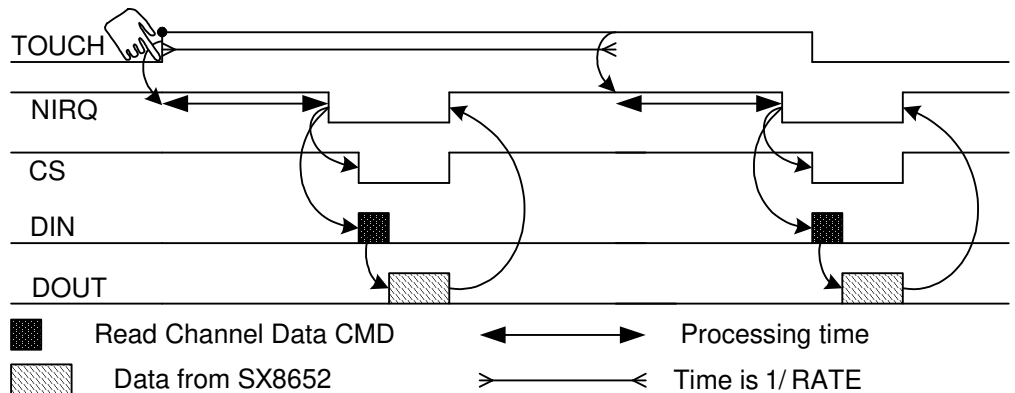 TOUCH
NIRQ
CS
DIN
DOUT
Read Channel Data CMD
Processing time
Data from SX8652
Time is 1/ RATE